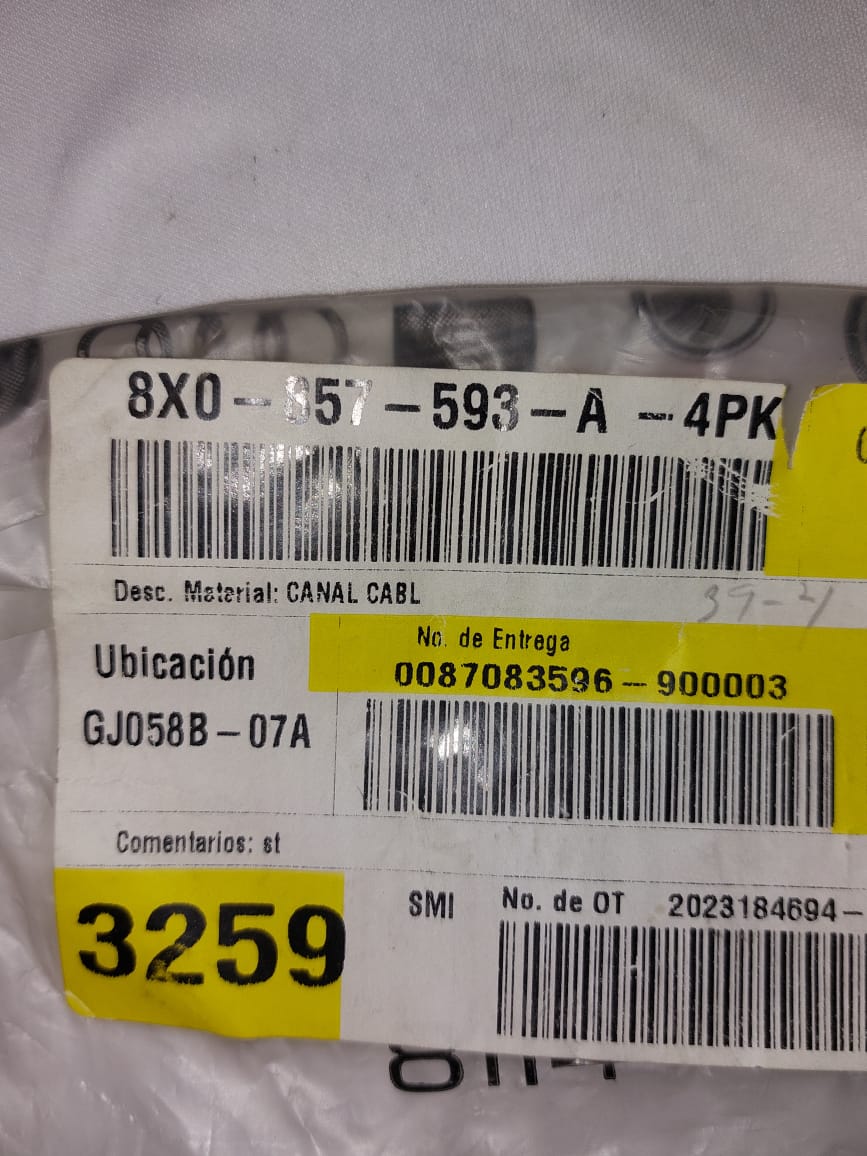 8X0-857-593-A -4PK
Desc. Material: CANAL CABL
39-4
No. de Entrega
0087083596-900003
Ubicación
GJ058B-07A
Comentarios: st
3259
SMI
No. de OT 2023184694-